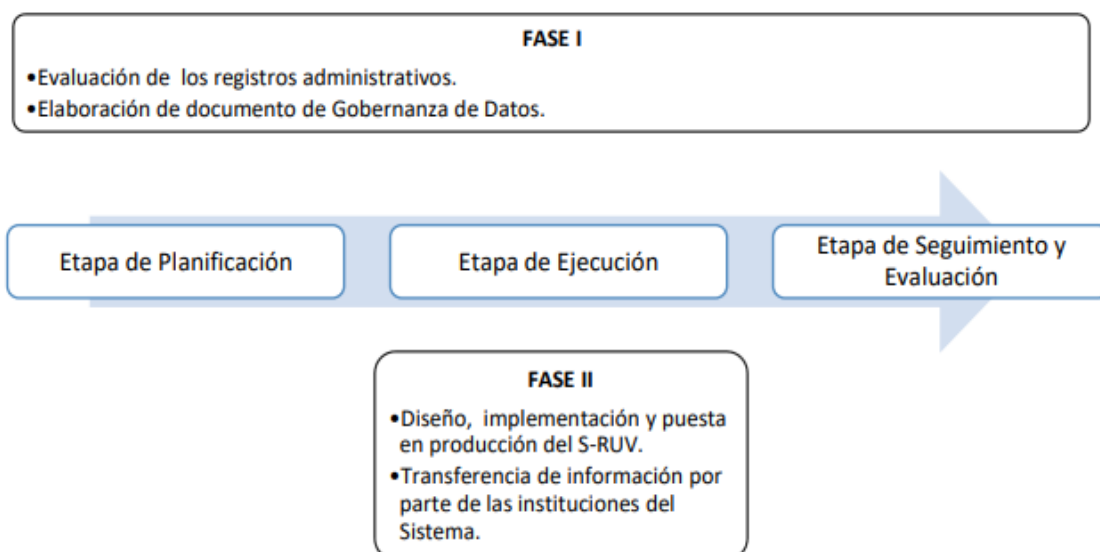 FASE I
•Evaluación de los registros administrativos.
•Elaboración de documento de Gobernanza de Datos.
Etapa de Planificación
Etapa de Ejecución
Etapa de Seguimiento y
Evaluación
FASE II
•Diseño, implementación y puesta
en producción del S-RUV.
•Transferencia de información por
parte de las instituciones del
Sistema.